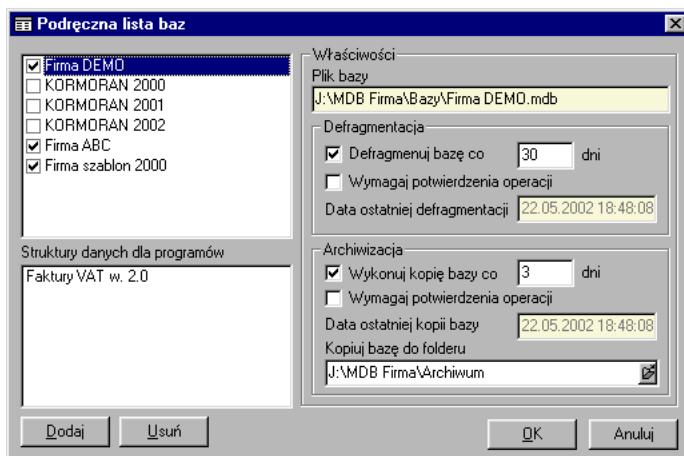 Podręczna lista baz
Firma DEMO
KORMORAN 2000
KORMORAN 2001
KORMORAN 2002
Firma ABC
Firma szablon 2000
Struktury danych dla programów
Faktury VAT w. 2.0
Dodaj
Usuń
Właściwości
Plik bazy
J:\MDB Firma\Bazy\Firma DEMO.mdb
Defragmentacja
Defragmenuj bazę co 30 dni
Wymagaj potwierdzenia operacji
Data ostatniej defragmentacji 22.05.2002 18:48:08
Archiwizacja
Wykonuj kopię bazy co 3 dni
Wymagaj potwierdzenia operacji
Data ostatniej kopii bazy 22.05.2002 18:48:08
Kopiuj bazę do folderu
J:\MDB Firma\Archiwum
OK
Anuluj